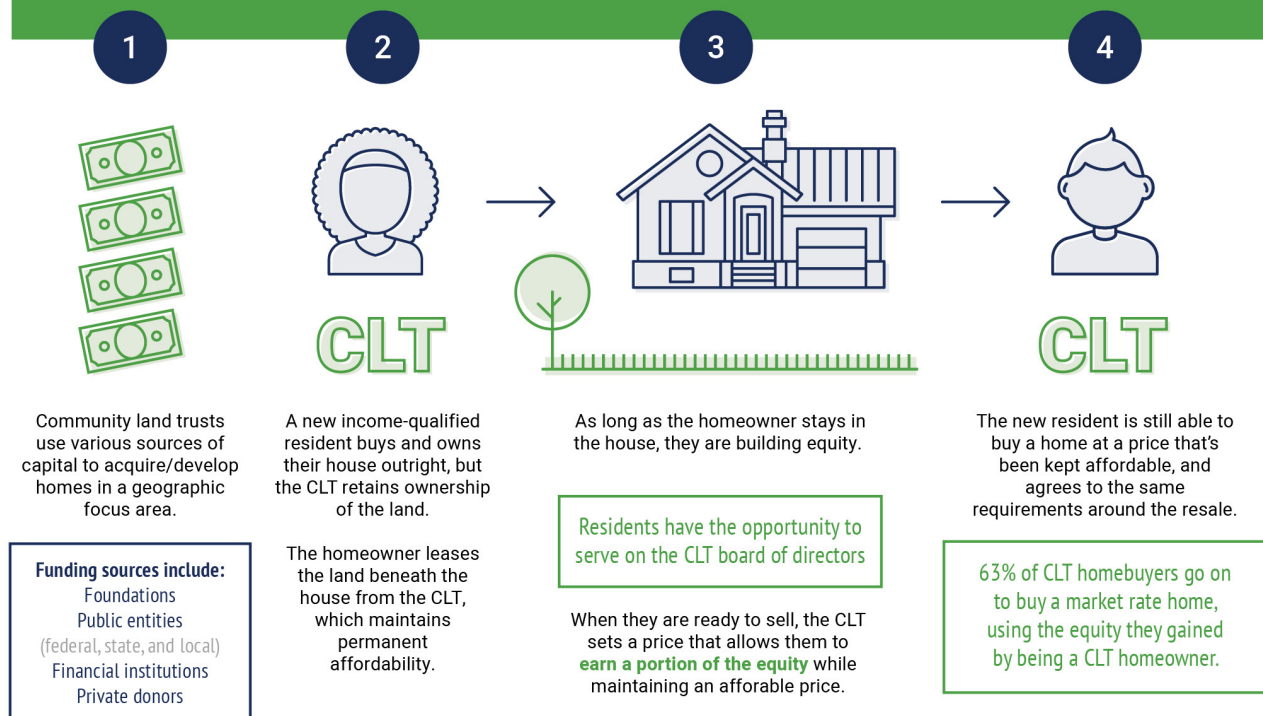 1
2
3
4
CLT
CLT
Community land trusts
use various sources of
capital to acquire/develop
homes in a geographic
focus area.
Funding sources include:
Foundations
Public entities
(federal, state, and local)
Financial institutions
Private donors
A new income-qualified
resident buys and owns
their house outright, but
the CLT retains ownership
of the land.
The homeowner leases
the land beneath the
house from the CLT,
which maintains
permanent
affordability.
As long as the homeowner stays in
the house, they are building equity.
Residents have the opportunity to
serve on the CLT board of directors
When they are ready to sell, the CLT
sets a price that allows them to
earn a portion of the equity while
maintaining an afforable price.
The new resident is still able to
buy a home at a price that's
been kept affordable, and
agrees to the same
requirements around the resale.
63% of CLT homebuyers go on
to buy a market rate home,
using the equity they gained
by being a CLT homeowner.